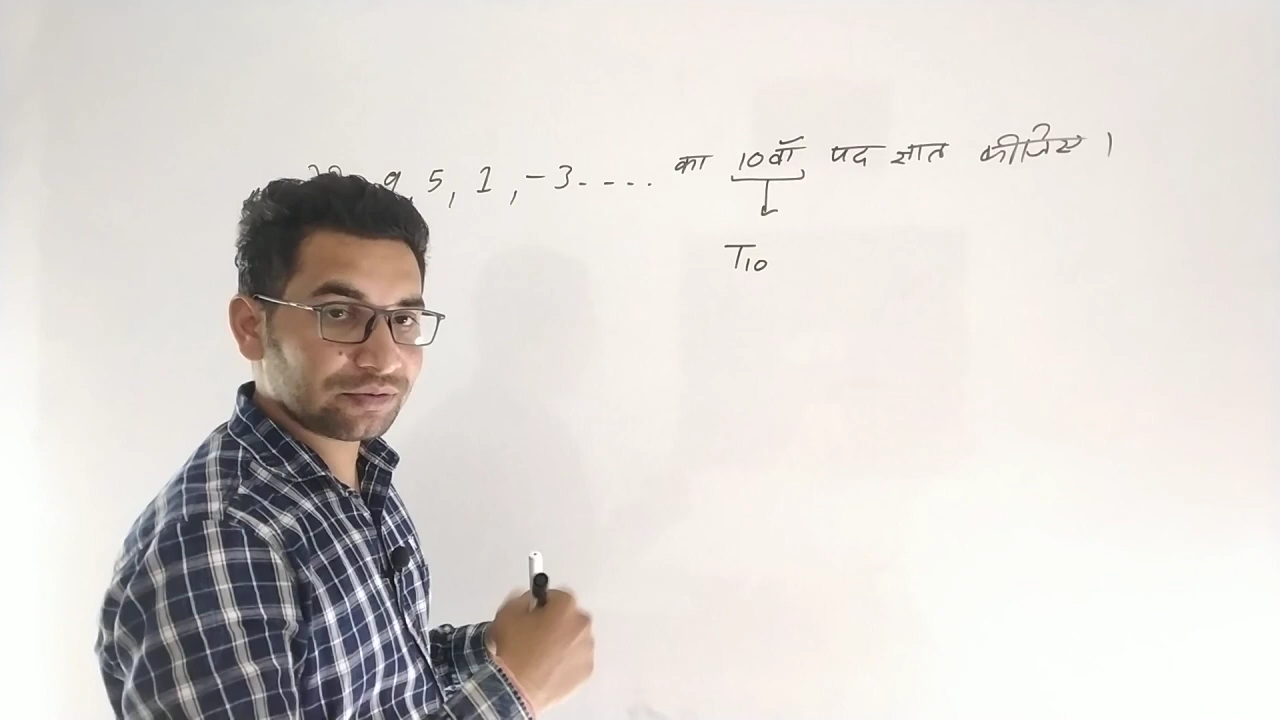 9, 5, 1, -3.... का 10वॉ पद ज्ञात कीजिए।
T10